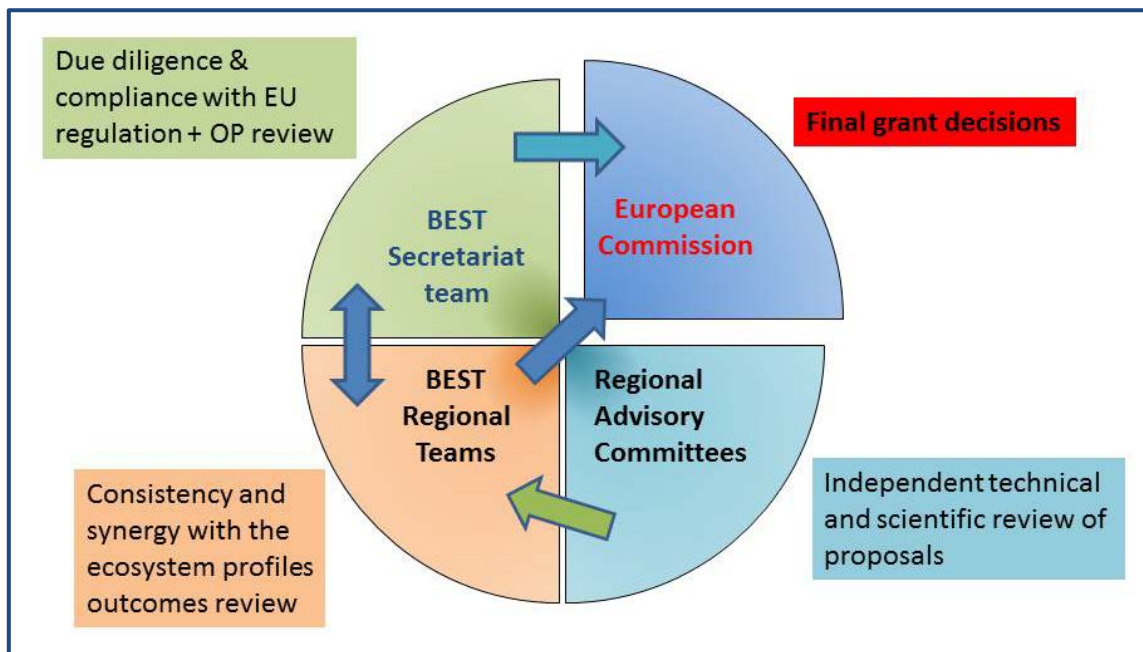 Due diligence &
compliance with EU
regulation + OP review
Final grant decisions
BEST
Secretariat
team
European
Commission
BEST
Regional
Teams
Regional
Advisory
Committees
Consistency and
synergy with the
ecosystem profiles
outcomes review
Independent technical
and scientific review of
proposals